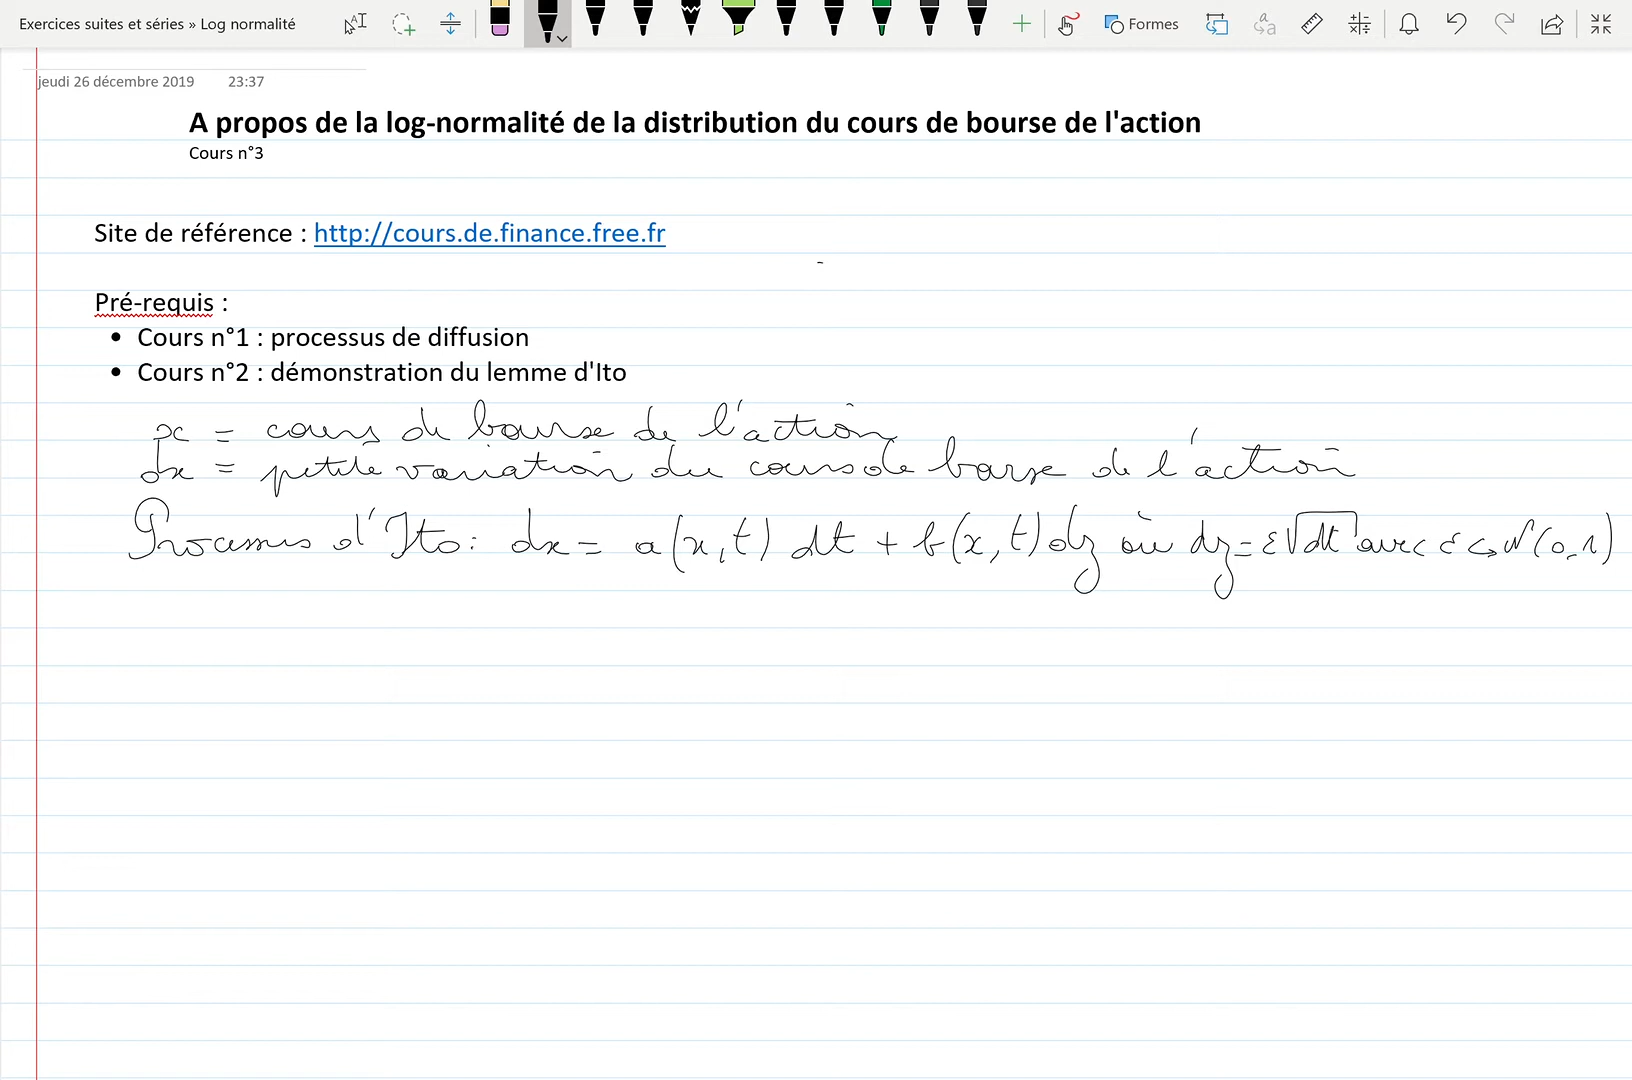 Exercices suites et séries » Log normalité
Formes
jeudi 26 décembre 2019 23:37
A propos de la log-normalité de la distribution du cours de bourse de l'action
Cours n°3
Site de référence : http://cours.de.finance.free.fr
Pré-requis :
• Cours n°1 : processus de diffusion
• Cours n°2 : démonstration du lemme d'Ito
x = cours de bourse de l'action
dx = petite variation du cours de bourse de l'action
Processus d'Ito : dx = a(x,t) dt + b(x,t) dz où dz = ε√dt avec ε ↪ N(0,1)